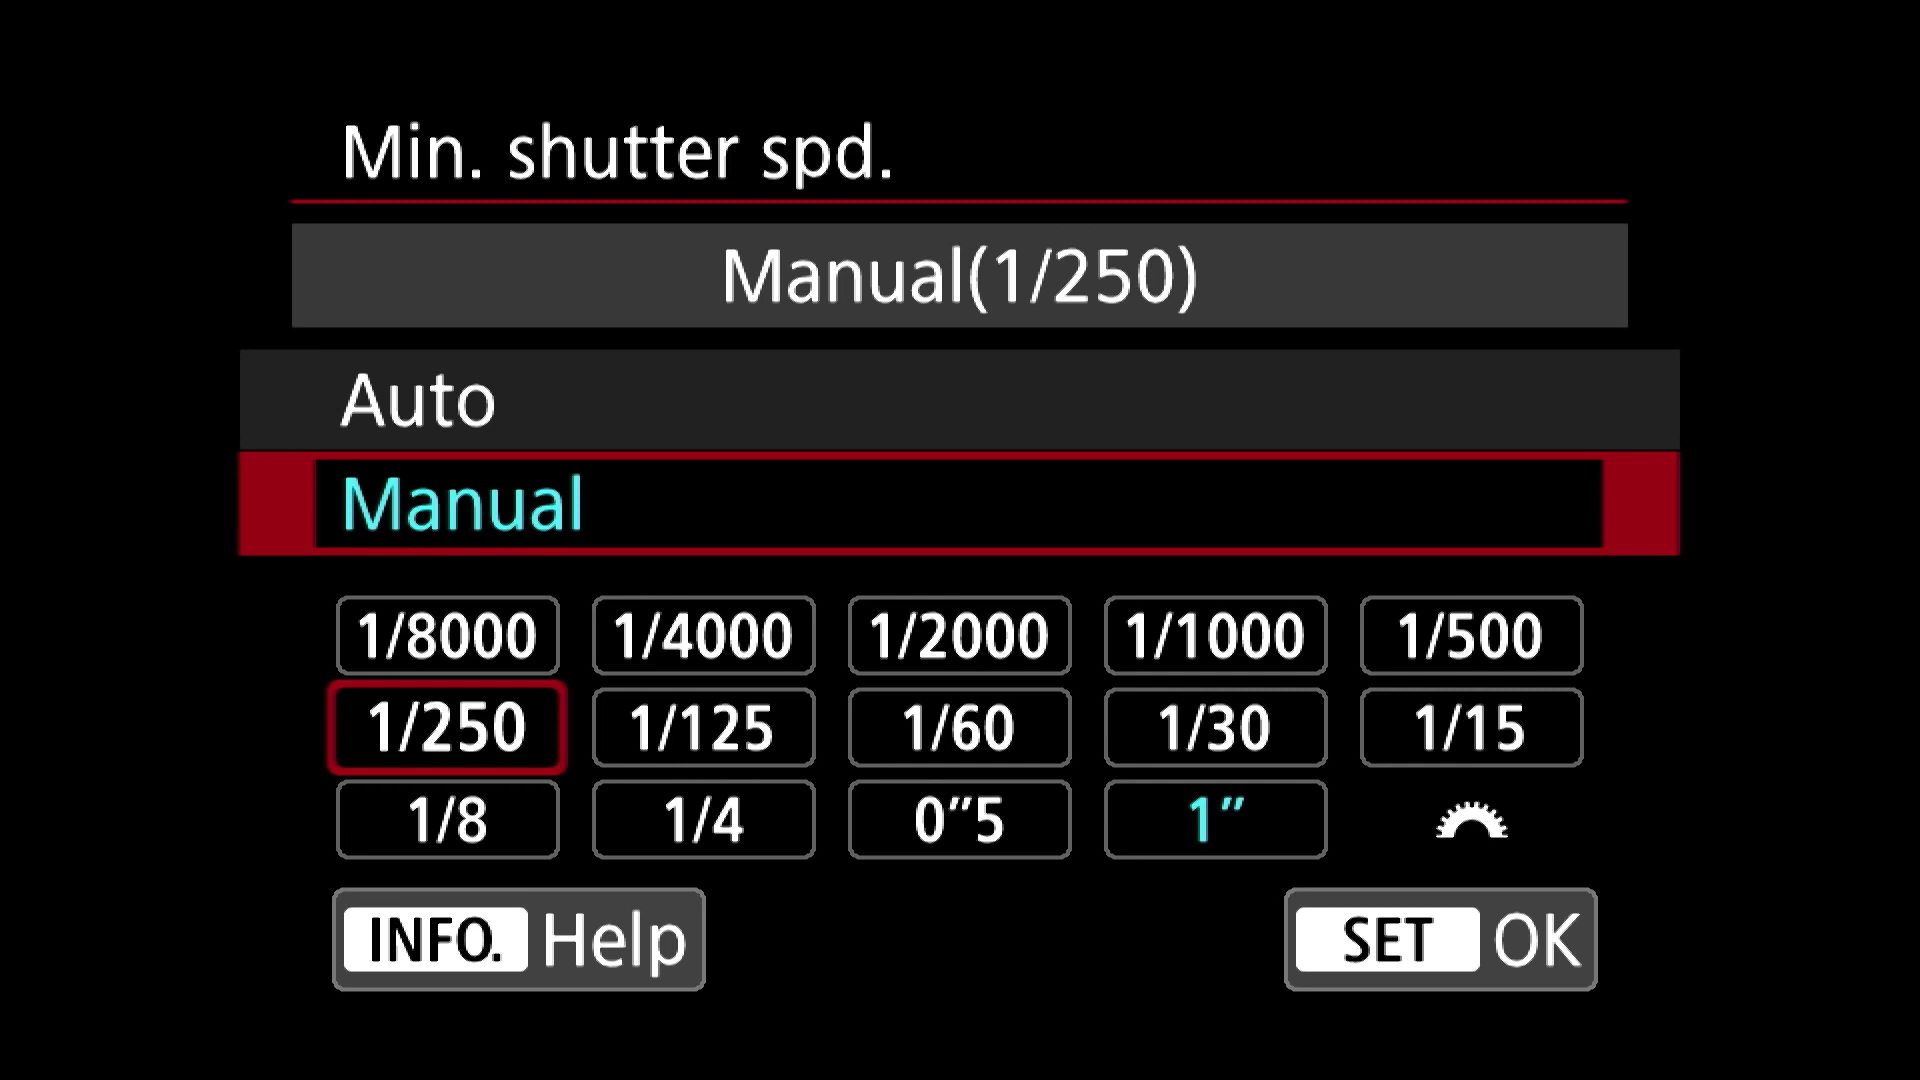 Min. shutter spd.
Manual(1/250)
Auto
Manual
1/8000 1/4000 1/2000 1/1000 1/500
1/250 1/125 1/60 1/30 1/15
1/8 1/4 0"5 1"
INFO. Help SET OK